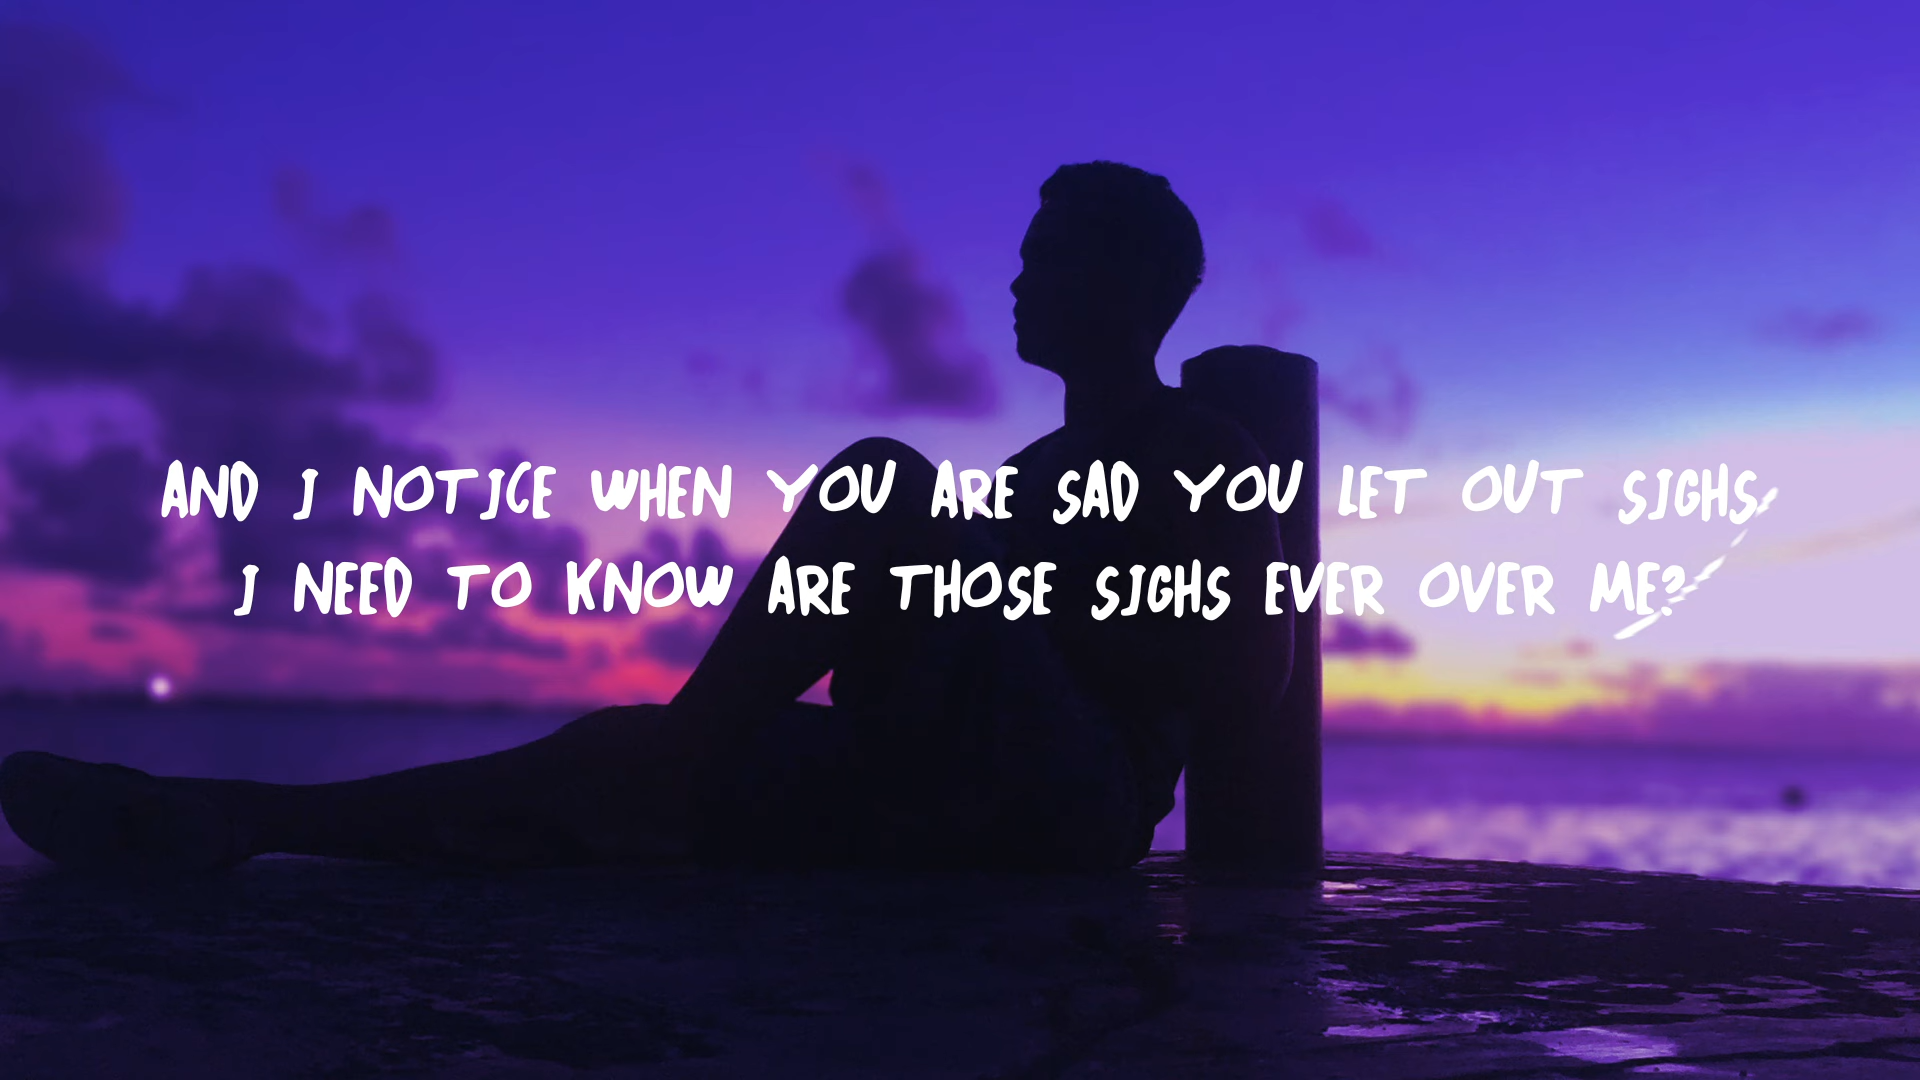 AND I NOTICE WHEN YOU ARE SAD YOU LET OUT SIGHS
I NEED TO KNOW ARE THOSE SIGHS EVER OVER ME?